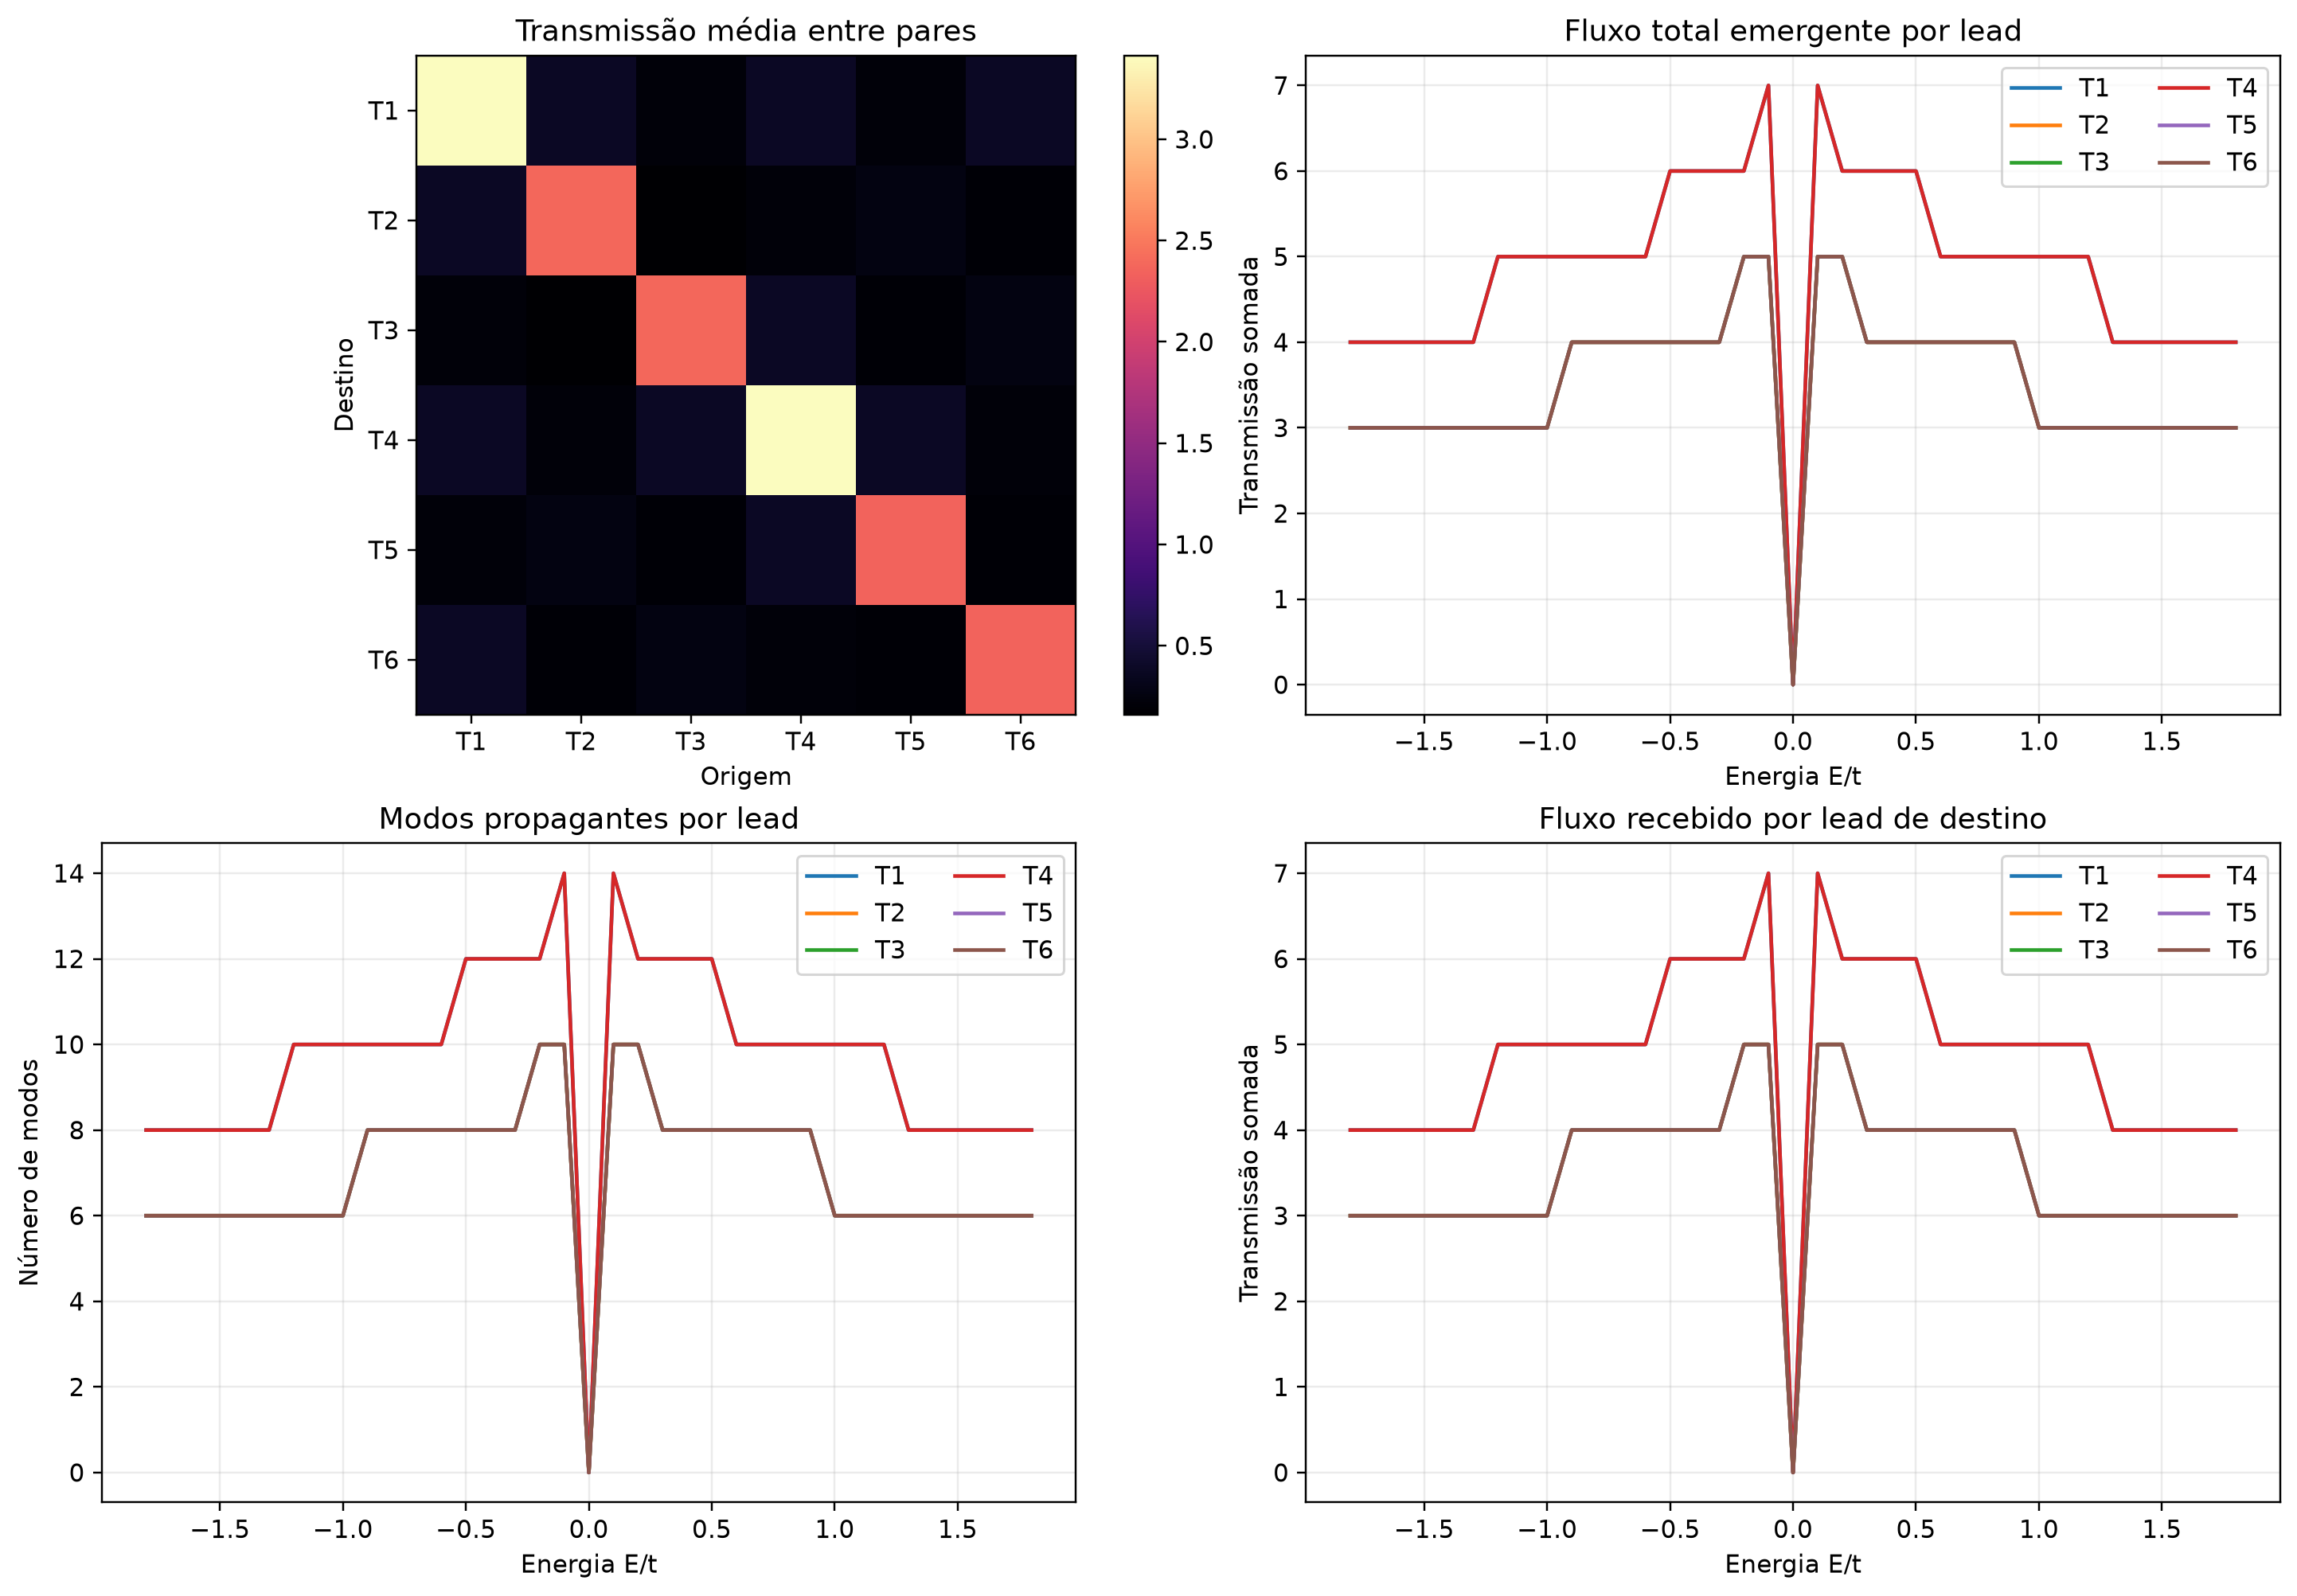 Transmissão média entre pares
Destino
T1
T2
T3
T4
T5
T6
T1 T2 T3 T4 T5 T6
Origem
3.0
2.5
2.0
1.5
1.0
0.5
Fluxo total emergente por lead
Transmissão somada
7
6
5
4
3
2
1
0
T1 T4
T2 T5
T3 T6
−1.5 −1.0 −0.5 0.0 0.5 1.0 1.5
Energia E/t
Modos propagantes por lead
Número de modos
14
12
10
8
6
4
2
0
T1 T4
T2 T5
T3 T6
−1.5 −1.0 −0.5 0.0 0.5 1.0 1.5
Energia E/t
Fluxo recebido por lead de destino
Transmissão somada
7
6
5
4
3
2
1
0
T1 T4
T2 T5
T3 T6
−1.5 −1.0 −0.5 0.0 0.5 1.0 1.5
Energia E/t